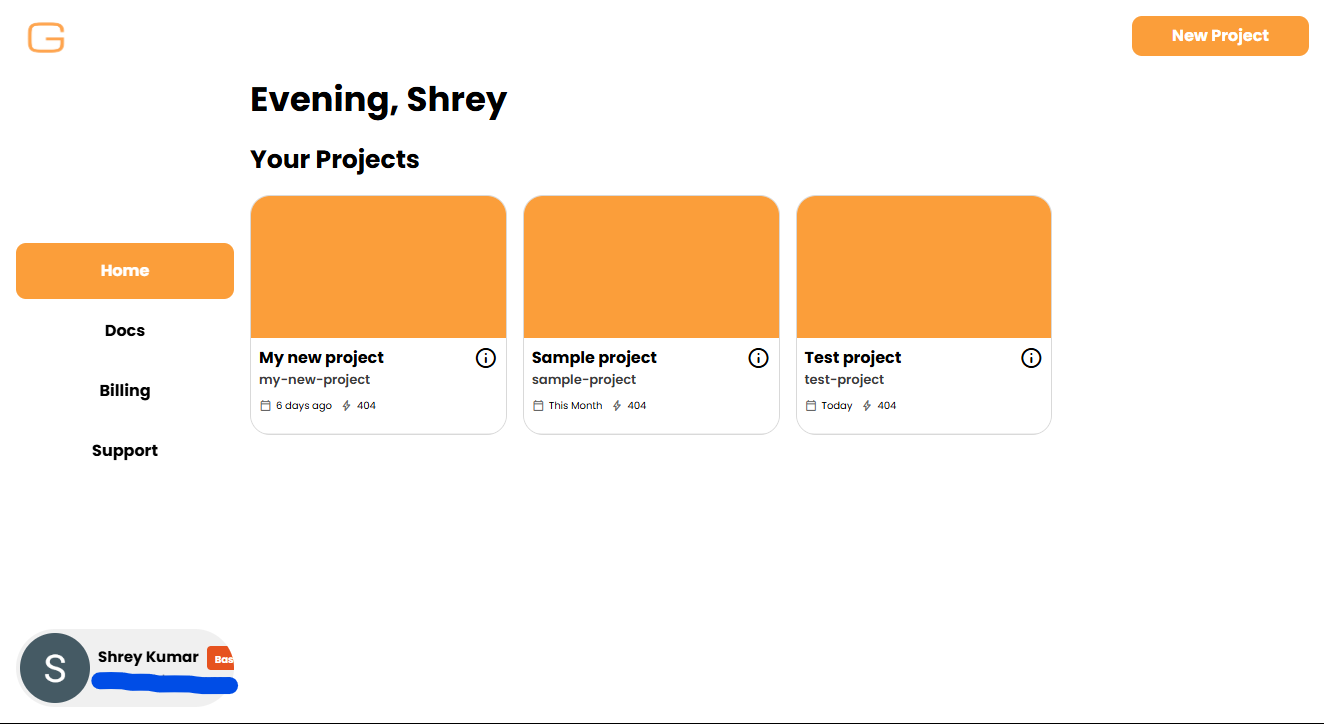 G
New Project
Evening, Shrey
Your Projects
Home
Docs
Billing
Support
My new project
my-new-project
6 days ago 404
Sample project
sample-project
This Month 404
Test project
test-project
Today 404
S
Shrey Kumar Bas